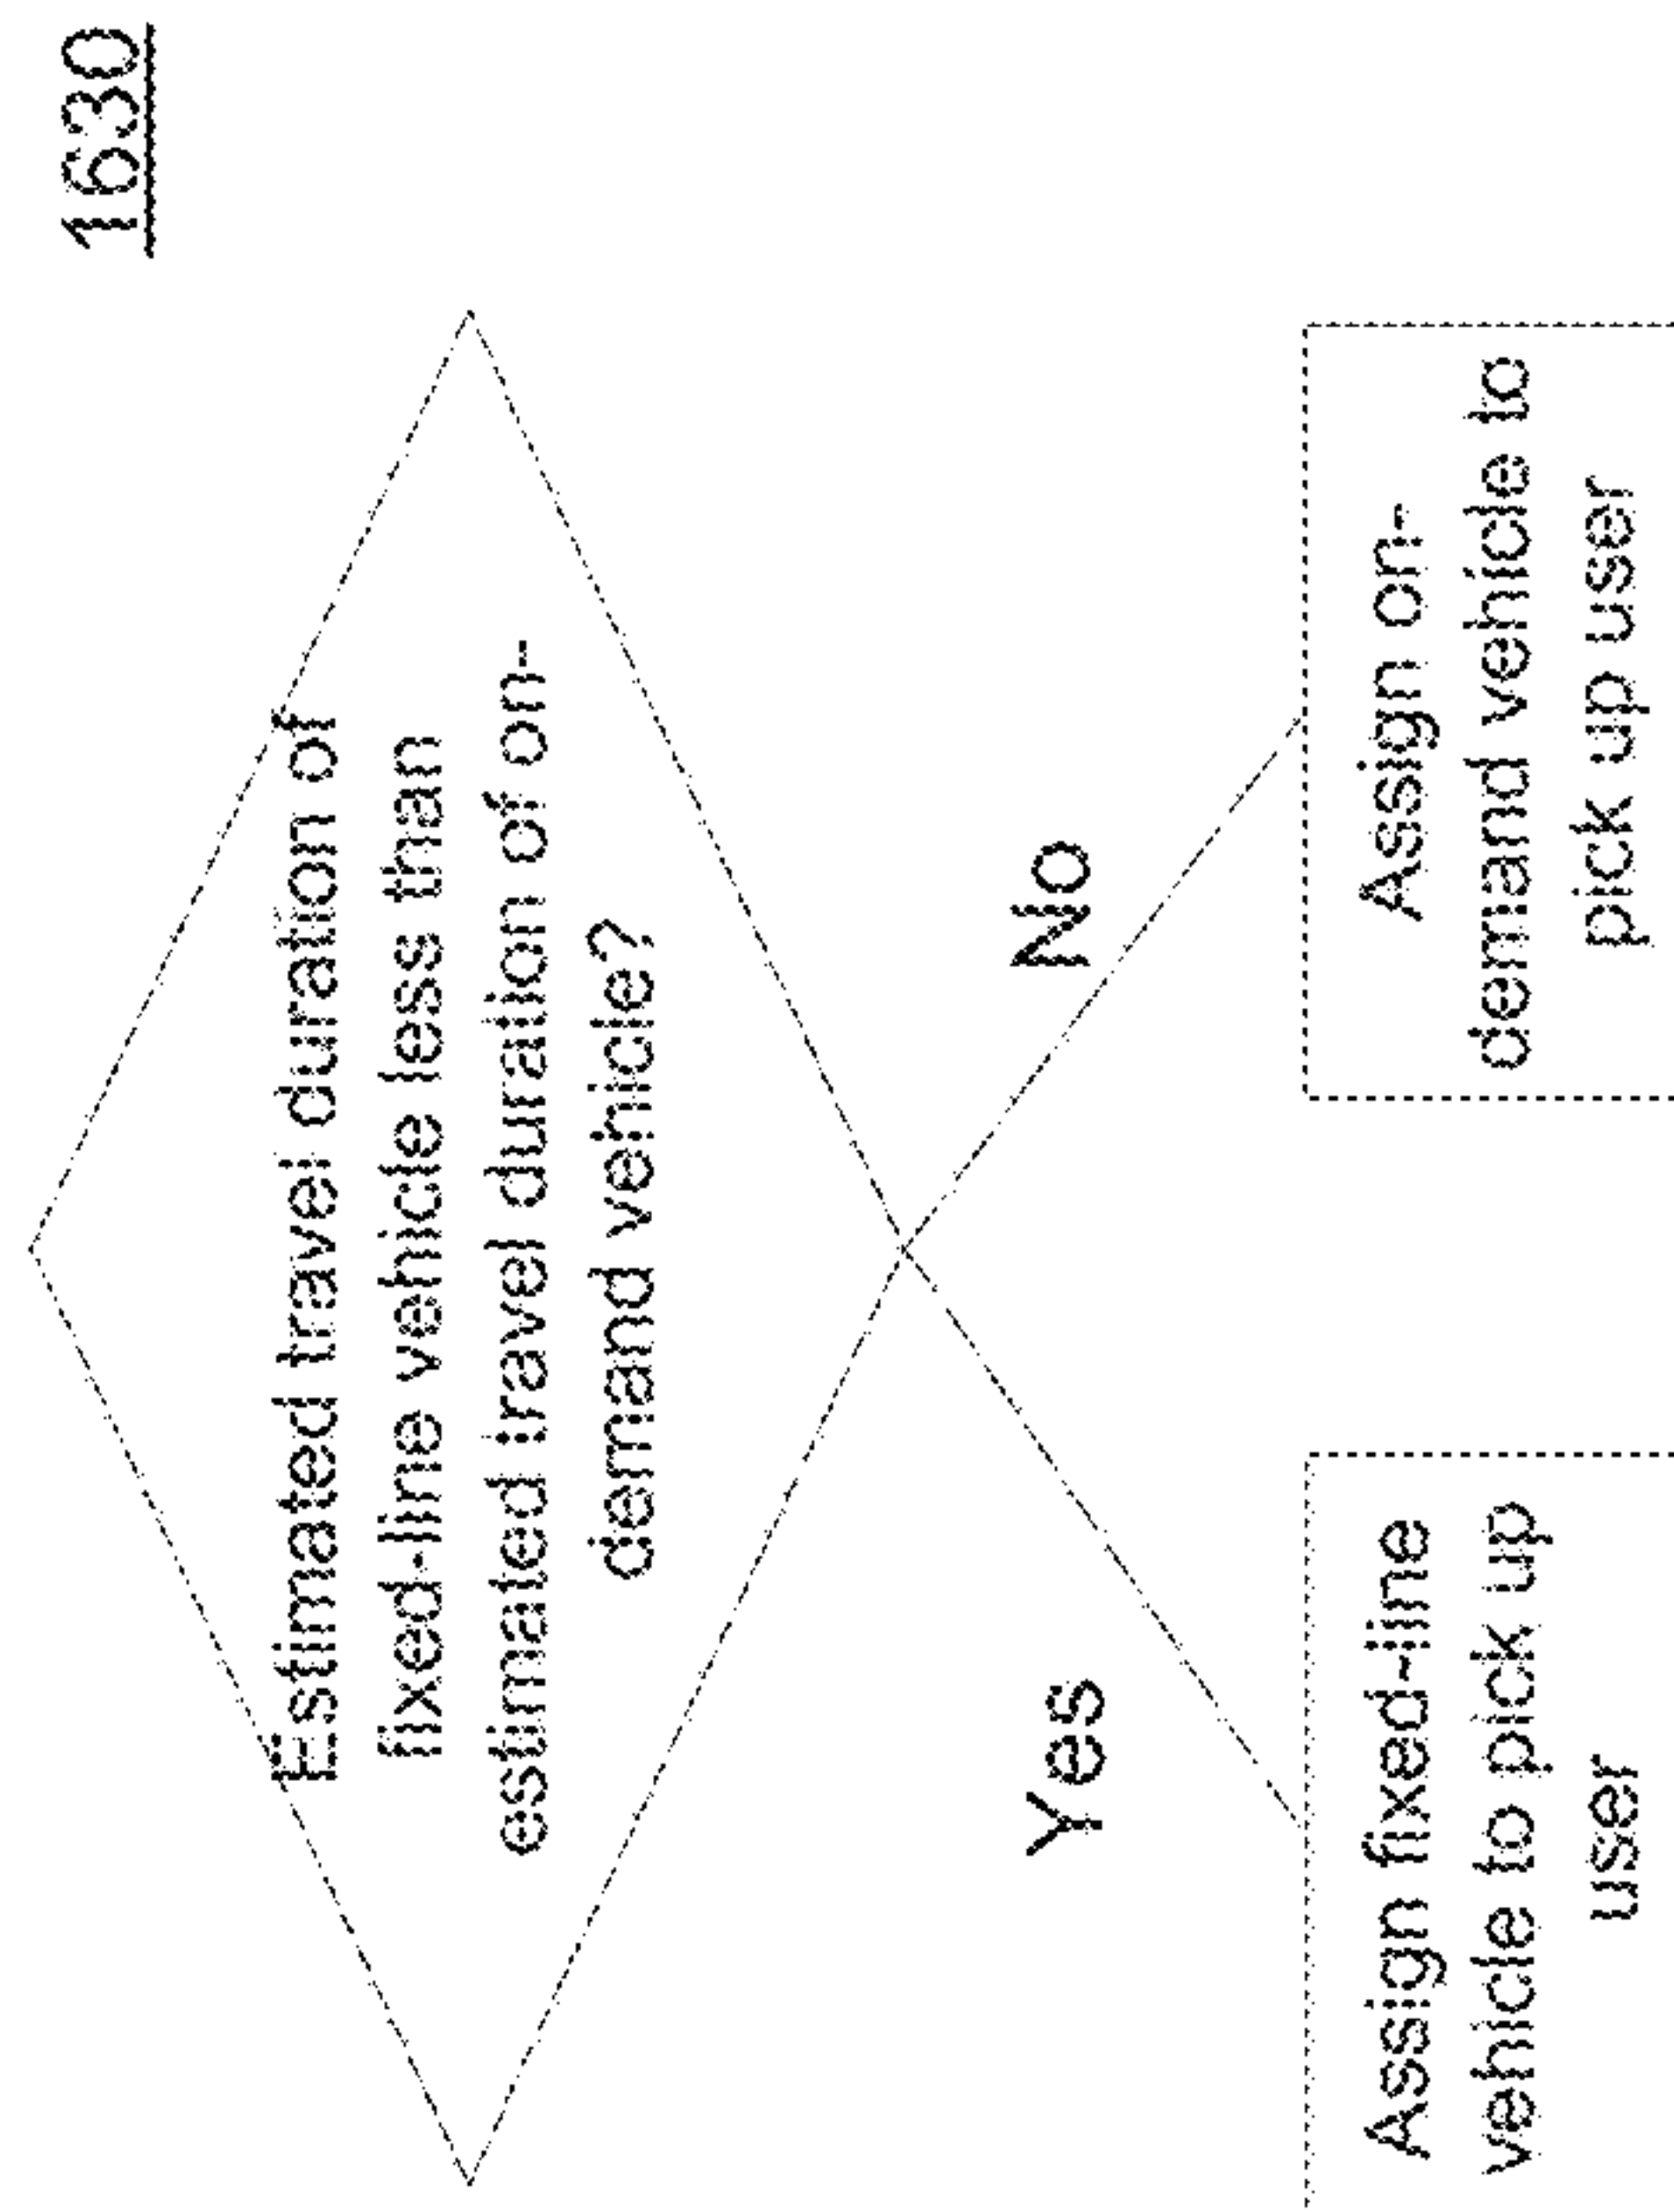 1630
Estimated travel duration of
fixed-line vehicle less than
estimated travel duration of on-
demand vehicle?
Yes
No
Assign fixed-line
vehicle to pick up
user
Assign on-
demand vehicle to
pick up user